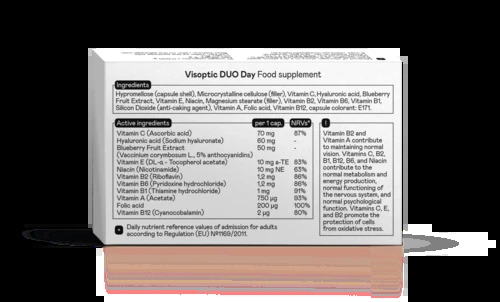 Visoptic DUO Day Food supplement
Ingredients
Hypromellose (capsule shell), Microcrystalline cellulose (filler), Vitamin C, Hyaluronic acid, Blueberry
Fruit Extract, Vitamin E, Niacin, Magnesium stearate (filler), Vitamin B2, Vitamin B6, Vitamin B1,
Silicon Dioxide (anti-caking agent), Vitamin A, Folic acid, Vitamin B12, capsule colorant: E171.
Active ingredients per 1 cap. NRVs*
Vitamin C (Ascorbic acid) 70 mg 87%
Hyaluronic acid (Sodium hyaluronate) 60 mg -
Blueberry Fruit Extract 50 mg -
(Vaccinium corymbosum L., 5% anthocyanidins)
Vitamin E (DL-α - Tocopherol acetate) 10 mg a-TE 83%
Niacin (Nicotinamide) 10 mg NE 63%
Vitamin B2 (Riboflavin) 1,2 mg 86%
Vitamin B6 (Pyridoxine hydrochloride) 1,2 mg 86%
Vitamin B1 (Thiamine hydrochloride) 1 mg 91%
Vitamin A (Acetate) 750 µg 93%
Folic acid 200 µg 100%
Vitamin B12 (Cyanocobalamin) 2 µg 80%
* Daily nutrient reference values of admission for adults
according to Regulation (EU) Nº1169/2011.
!
Vitamin B2 and
Vitamin A contribute
to maintaining normal
vision. Vitamins C, B2,
B1, B12, B6, and Niacin
contribute to the
normal metabolism and
energy production,
normal functioning of
the nervous system, and
normal psychological
function. Vitamins C, E,
and B2 promote the
protection of cells
from oxidative stress.